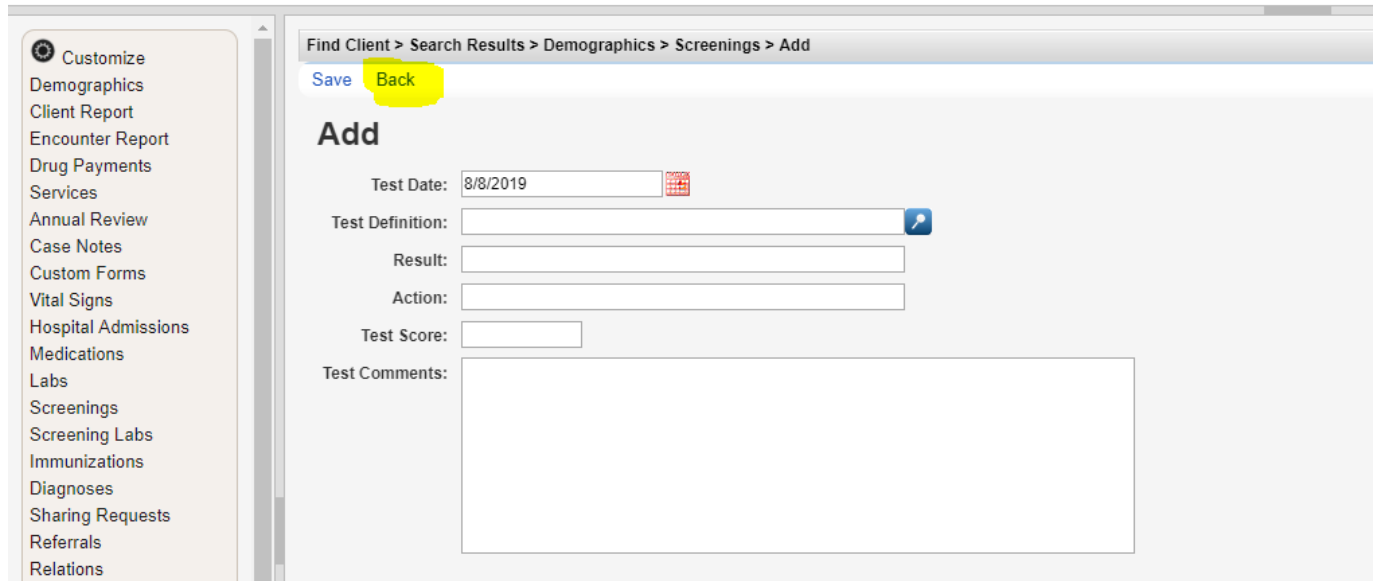 Customize
Demographics
Client Report
Encounter Report
Drug Payments
Services
Annual Review
Case Notes
Custom Forms
Vital Signs
Hospital Admissions
Medications
Labs
Screenings
Screening Labs
Immunizations
Diagnoses
Sharing Requests
Referrals
Relations
Find Client > Search Results > Demographics > Screenings > Add
Save Back
Add
Test Date: 8/8/2019
Test Definition:
Result:
Action:
Test Score:
Test Comments: